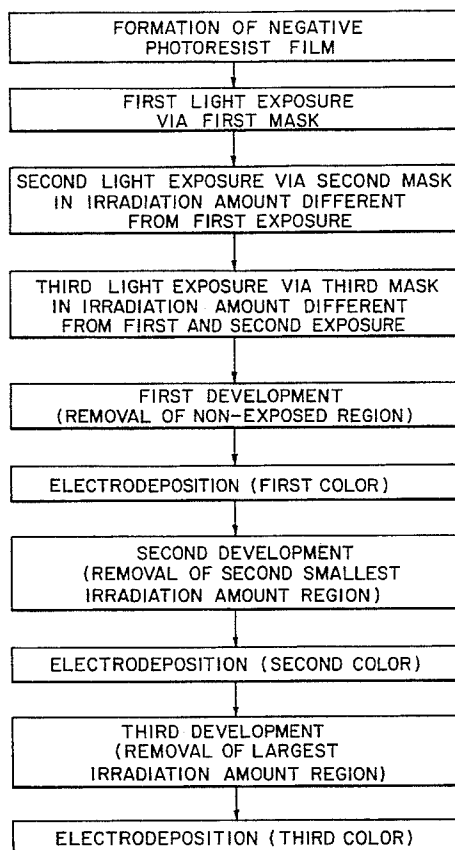 FORMATION OF NEGATIVE
PHOTORESIST FILM
FIRST LIGHT EXPOSURE
VIA FIRST MASK
SECOND LIGHT EXPOSURE VIA SECOND MASK
IN IRRADIATION AMOUNT DIFFERENT
FROM FIRST EXPOSURE
THIRD LIGHT EXPOSURE VIA THIRD MASK
IN IRRADIATION AMOUNT DIFFERENT
FROM FIRST AND SECOND EXPOSURE
FIRST DEVELOPMENT
(REMOVAL OF NON-EXPOSED REGION)
ELECTRODEPOSITION (FIRST COLOR)
SECOND DEVELOPMENT
(REMOVAL OF SECOND SMALLEST
IRRADIATION AMOUNT REGION)
ELECTRODEPOSITION (SECOND COLOR)
THIRD DEVELOPMENT
(REMOVAL OF LARGEST
IRRADIATION AMOUNT REGION)
ELECTRODEPOSITION (THIRD COLOR)